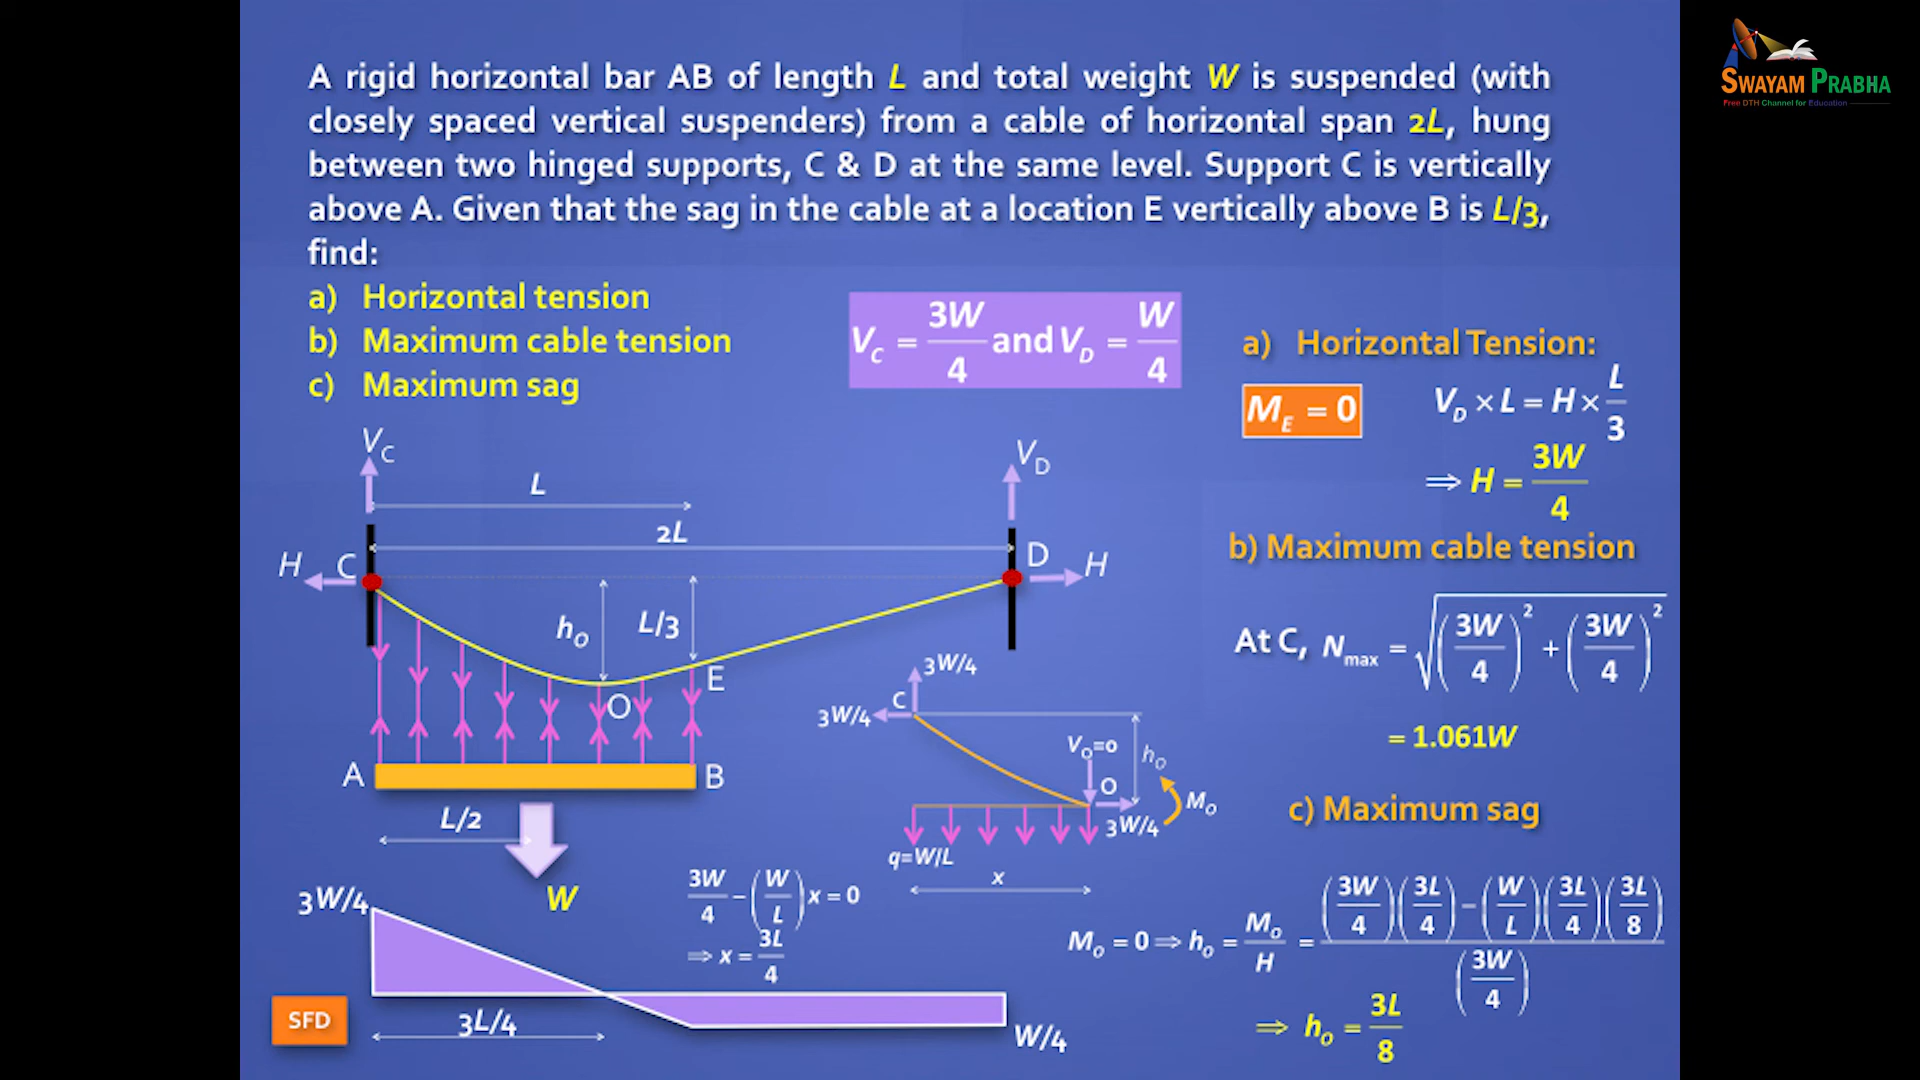 SWAYAM PRABHA
Free DTH Channel for Education
A rigid horizontal bar AB of length L and total weight W is suspended (with
closely spaced vertical suspenders) from a cable of horizontal span 2L, hung
between two hinged supports, C & D at the same level. Support C is vertically
above A. Given that the sag in the cable at a location E vertically above B is L/3,
find:
a) Horizontal tension
b) Maximum cable tension
c) Maximum sag
V_C = 3W/4 and V_D = W/4
a) Horizontal Tension:
M_E = 0
V_D × L = H × L/3
⇒ H = 3W/4
b) Maximum cable tension
At C, N_max = √((3W/4)² + (3W/4)²)
= 1.061W
c) Maximum sag
M_o = 0 ⇒ h_o = M_o/H = ((3W/4)(3L/4) − (W/L)(3L/4)(3L/8))/(3W/4)
⇒ h_o = 3L/8
V_C
V_D
L
2L
H
C
D
H
h_o
L/3
E
O
A
B
L/2
W
3W/4
C
3W/4
V_o=0
h_o
O
M_o
3W/4
q=W/L
x
3W/4 − (W/L)x = 0
⇒ x = 3L/4
3W/4
SFD
3L/4
W/4